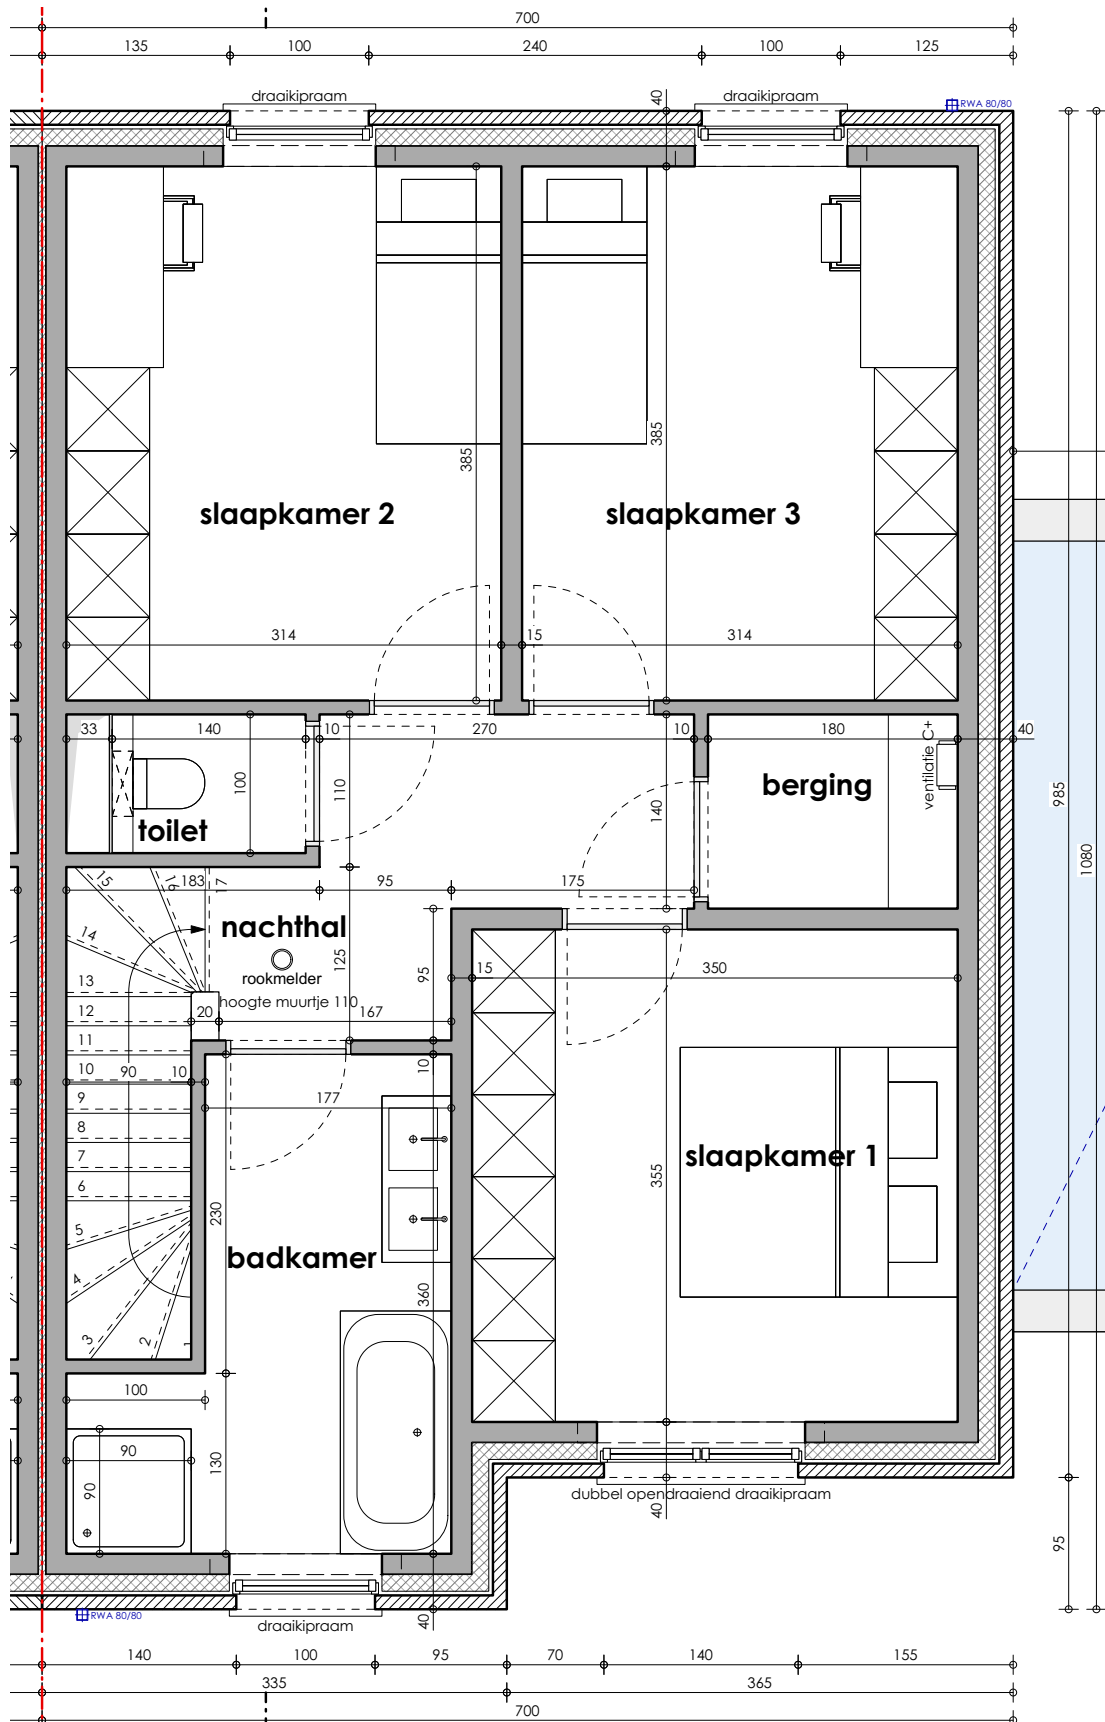 700
135 100 240 100 125
draaikipraam 40 draaikipraam
RWA 80/80
385
385
slaapkamer 2 slaapkamer 3
314 15 314
33 140 10 270 10 180 40
ventilatie C+
100 110 140
berging
985
toilet
1080
15 16 183 17 95 175
14
nachthal
rookmelder
125
95
15 350
13
hoogte muurtje 110
12 20 167
11
10 90 10 10
9 177
8
7
slaapkamer 1
355
6
230
5
badkamer
4
360
3 2 1
100
90
130
90
dubbel opendraaiend draaikipraam
40
95
RWA 80/80
draaikipraam
40
140 100 95 70 140 155
335 365
700